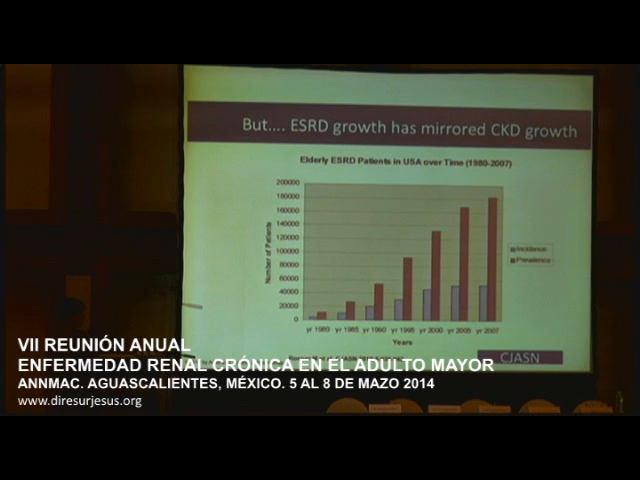 But.... ESRD growth has mirrored CKD growth
Elderly ESRD Patients in USA over Time (1980-2007)
Number of Patients
200000
180000
160000
140000
120000
100000
80000
60000
40000
20000
0
yr 1980 yr 1985 yr 1990 yr 1995 yr 2000 yr 2005 yr 2007
Years
Incidence
Prevalence
CJASN
VII REUNIÓN ANUAL
ENFERMEDAD RENAL CRÓNICA EN EL ADULTO MAYOR
ANNMAC. AGUASCALIENTES, MÉXICO. 5 AL 8 DE MAZO 2014
www.diresurjesus.org